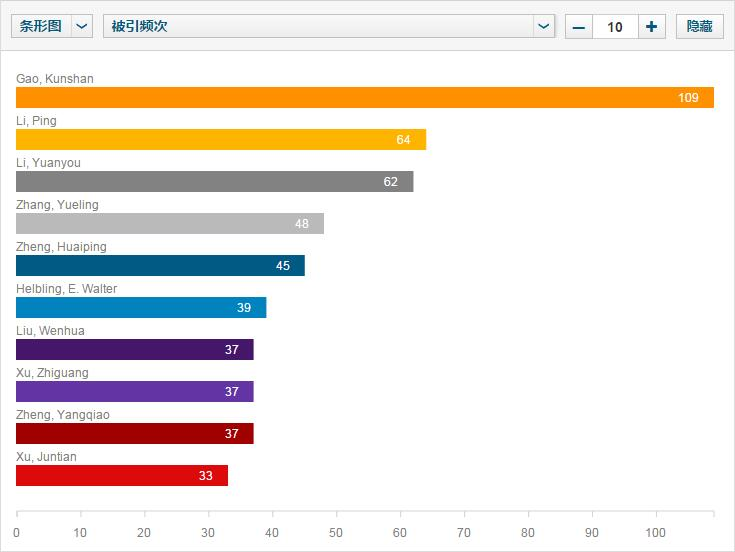 条形图 被引频次 10 隐藏
Gao, Kunshan
109
Li, Ping
64
Li, Yuanyou
62
Zhang, Yueling
48
Zheng, Huaiping
45
Helbling, E. Walter
39
Liu, Wenhua
37
Xu, Zhiguang
37
Zheng, Yangqiao
37
Xu, Juntian
33
0 10 20 30 40 50 60 70 80 90 100